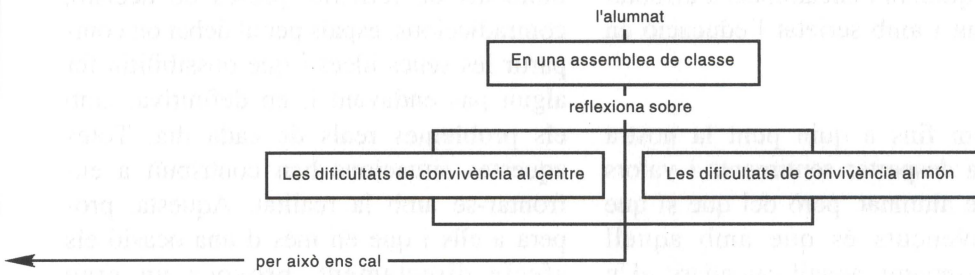 l'alumnat
En una assemblea de classe
reflexiona sobre
Les dificultats de convivència al centre
Les dificultats de convivència al món
per això ens cal